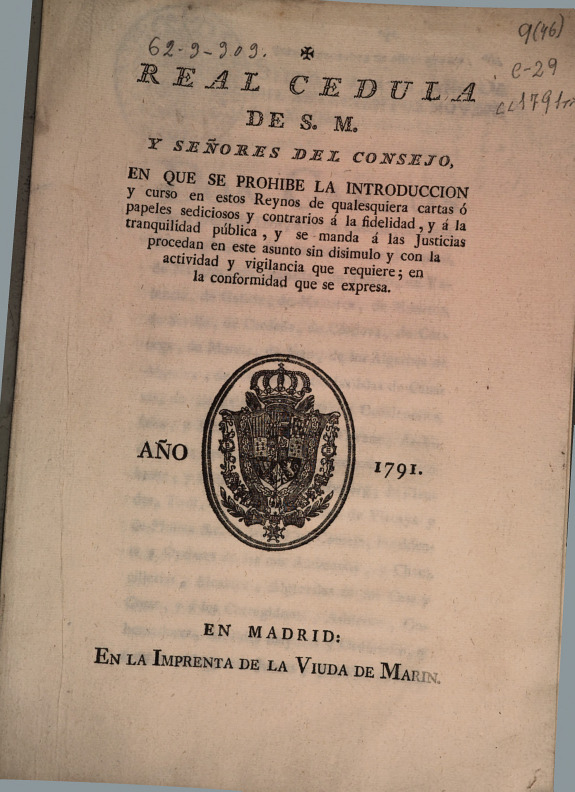 9(46)
62-9-909.
✠
REAL CEDULA
c-29
DE S. M.
Y SEÑORES DEL CONSEJO,
EN QUE SE PROHIBE LA INTRODUCCION
y curso en estos Reynos de qualesquiera cartas ó
papeles sediciosos y contrarios á la fidelidad, y á la
tranquilidad pública, y se manda á las Justicias
procedan en este asunto sin disimulo y con la
actividad y vigilancia que requiere; en
la conformidad que se expresa.
AÑO 1791.
EN MADRID:
EN LA IMPRENTA DE LA VIUDA DE MARIN.